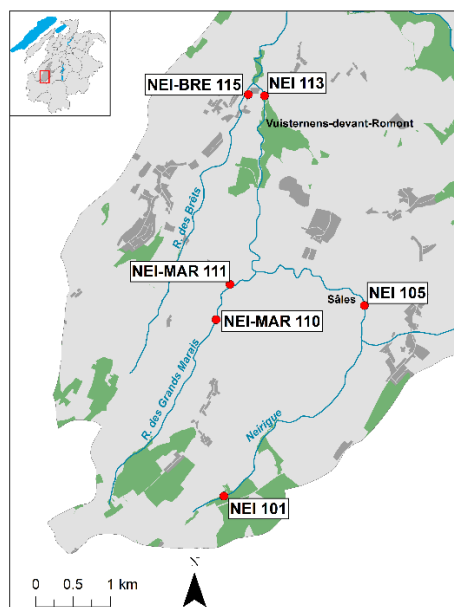 NEI-BRE 115
NEI 113
Vuisternens-devant-Romont
R. des Brêts
NEI-MAR 111
Sâles
NEI 105
NEI-MAR 110
R. des Grands Marais
Neirigue
NEI 101
N
0 0.5 1 km